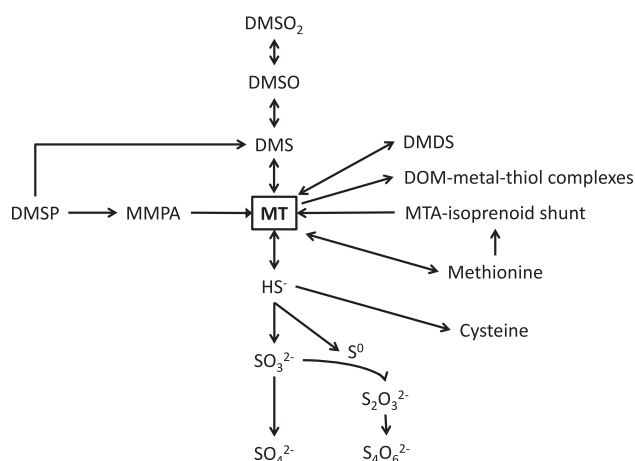 DMSO₂
DMSO
DMS
DMDS
DOM-metal-thiol complexes
DMSP
MMPA
MT
MTA-isoprenoid shunt
Methionine
HS⁻
Cysteine
SO₃²⁻
S⁰
S₂O₃²⁻
SO₄²⁻
S₄O₆²⁻